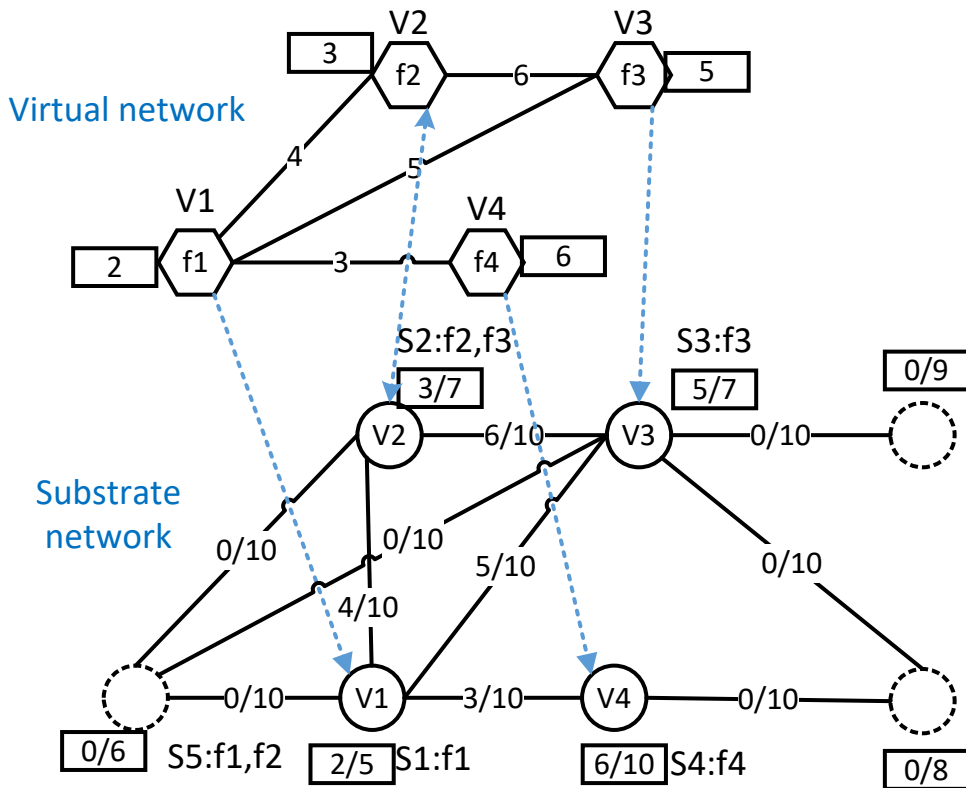 V2
V3
3
f2
6
f3
5
Virtual network
4
5
V1
V4
2
f1
3
f4
6
S2:f2,f3
S3:f3
0/9
3/7
5/7
V2
6/10
V3
0/10
Substrate
network
0/10
0/10
5/10
0/10
4/10
0/10
V1
3/10
V4
0/10
0/6
S5:f1,f2
2/5
S1:f1
6/10
S4:f4
0/8